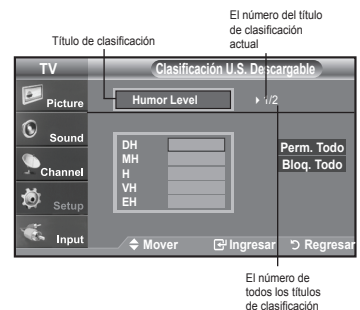 El número del título
de clasificación
actual
Título de clasificación
TV
Clasificación U.S. Descargable
Picture
Humor Level
1/2
Sound
Channel
Setup
Input
DH
MH
H
VH
EH
Perm. Todo
Bloq. Todo
Mover
Ingresar
Regresar
El número de
todos los títulos
de clasificación